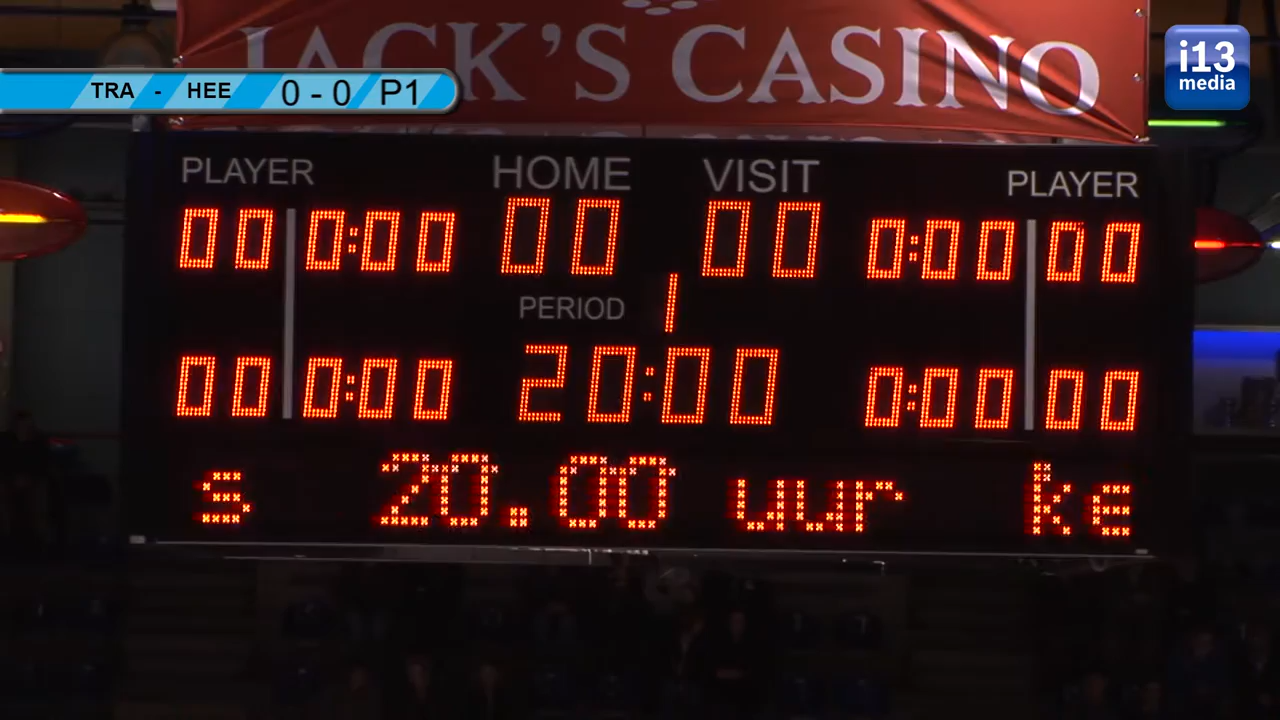 JACK'S CASINO
TRA - HEE 0 - 0 P1
i13
media
PLAYER HOME VISIT PLAYER
00 0:00 00 00 0:00 00
PERIOD 1
00 0:00 20:00 0:00 00
s 20.00 uur ke